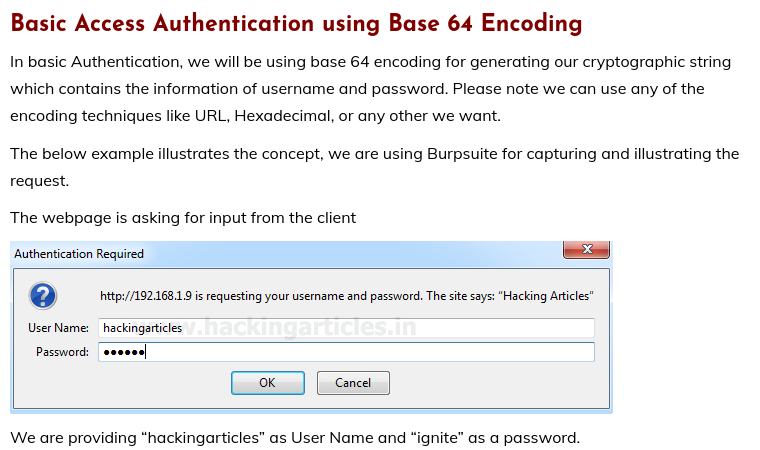 Basic Access Authentication using Base 64 Encoding
In basic Authentication, we will be using base 64 encoding for generating our cryptographic string
which contains the information of username and password. Please note we can use any of the
encoding techniques like URL, Hexadecimal, or any other we want.
The below example illustrates the concept, we are using Burpsuite for capturing and illustrating the
request.
The webpage is asking for input from the client
Authentication Required
http://192.168.1.9 is requesting your username and password. The site says: “Hacking Articles”
w.hackingarticles.in
User Name: hackingarticles
Password: ●●●●●●
OK Cancel
We are providing “hackingarticles” as User Name and “ignite” as a password.